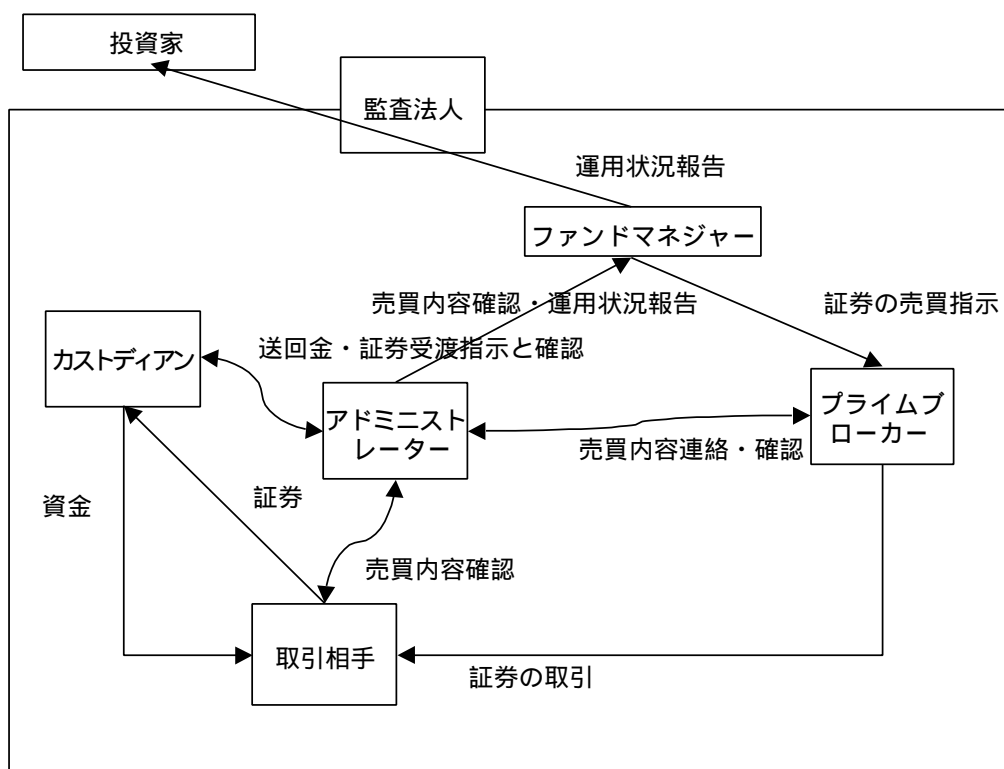 投資家
監査法人
運用状況報告
ファンドマネジャー
売買内容確認・運用状況報告
証券の売買指示
カストディアン
送回金・証券受渡指示と確認
アドミニスト
レーター
プライムブ
ローカー
売買内容連絡・確認
資金
証券
売買内容確認
取引相手
証券の取引